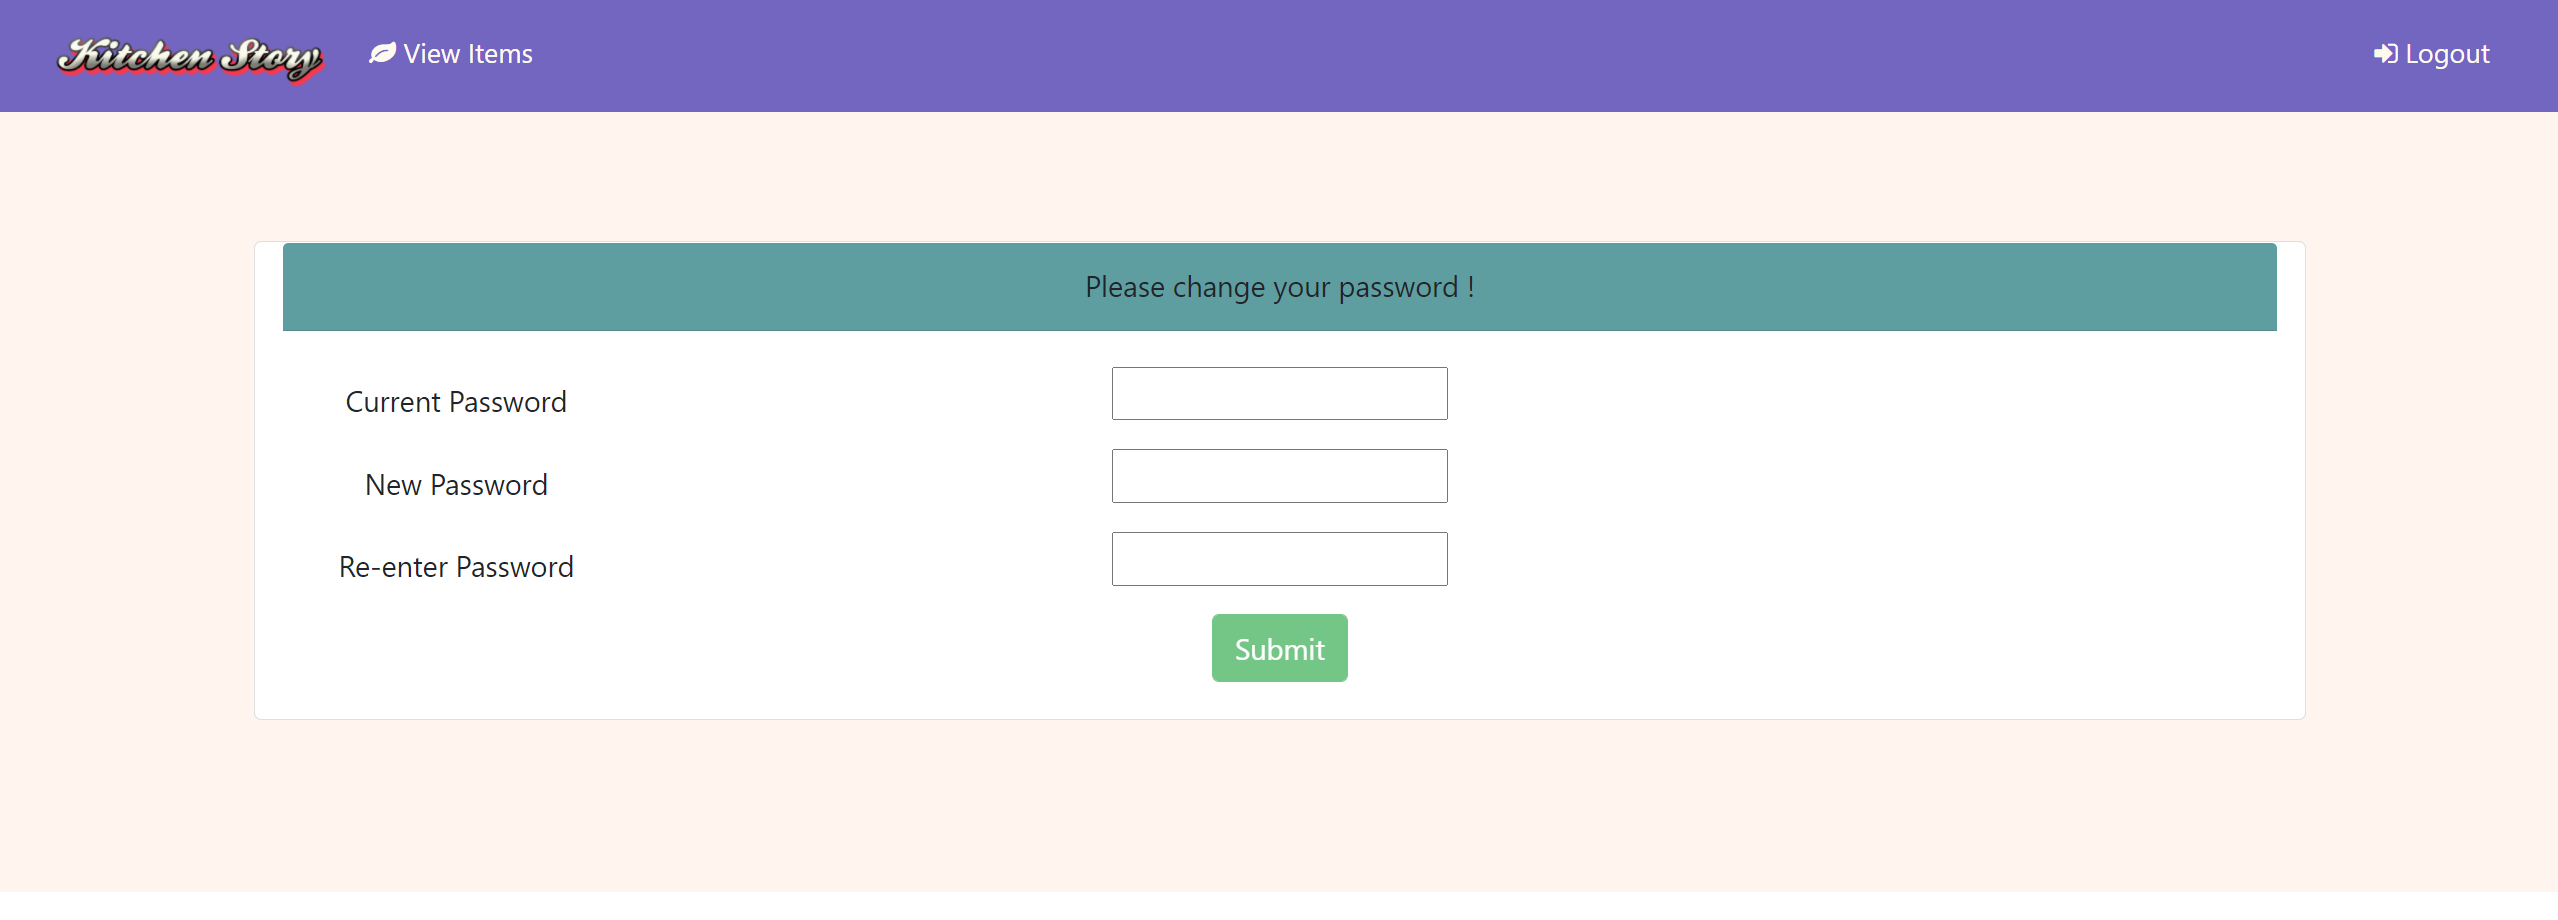 Kitchen Story
View Items
Logout
Please change your password !
Current Password
New Password
Re-enter Password
Submit